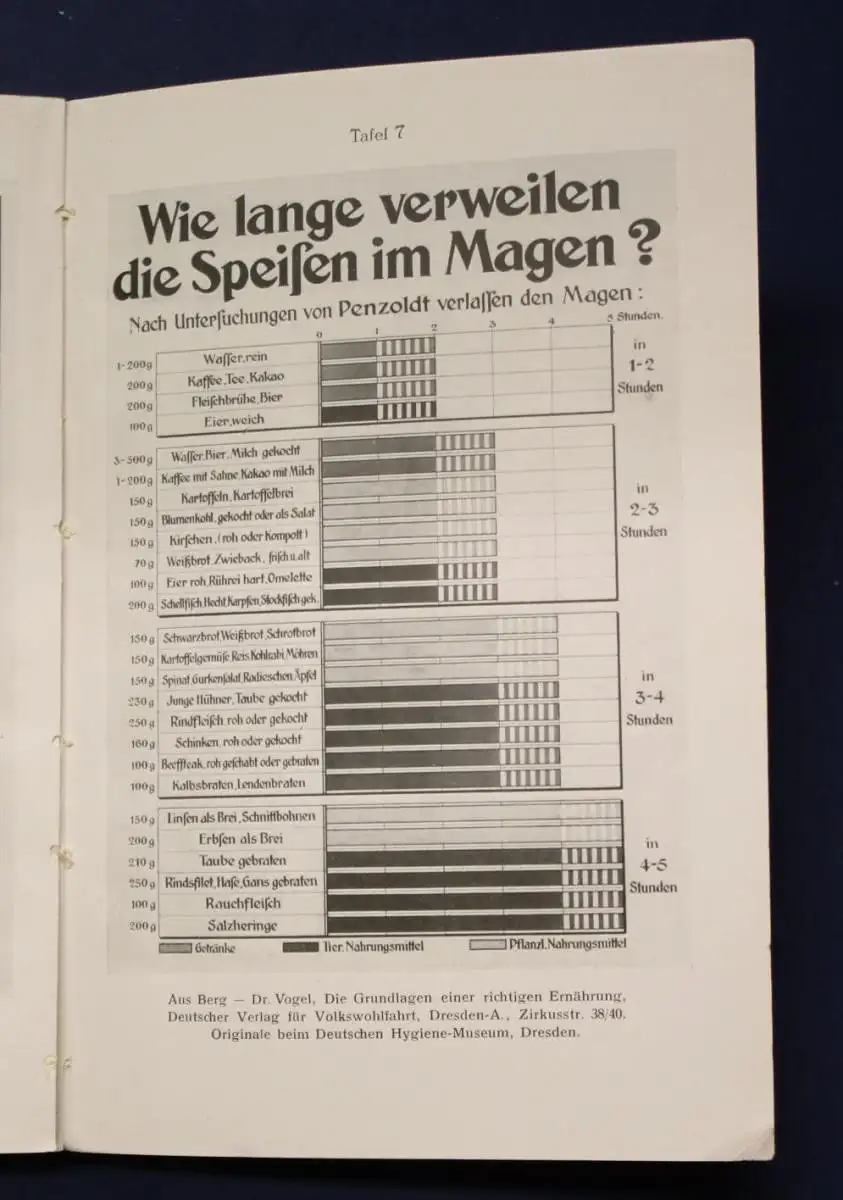 Tafel 7
Wie lange verweilen
die Speiſen im Magen ?
Nach Unterſuchungen von Penzoldt verlaſſen den Magen :
0 1 2 3 4 5 Stunden.
1-200g Waſſer, rein
200g Kaffee, Tee, Kakao
200g Fleiſchbrühe, Bier
100g Eier, weich
in
1-2
Stunden
3-500g Waſſer, Bier, Milch gekocht
1-200g Kaffee mit Sahne, Kakao mit Milch
150g Kartoffeln, Kartoffelbrei
150g Blumenkohl, gekocht oder als Salat
150g Kirſchen, (roh oder Kompott)
70g Weißbrot, Zwieback, friſch u. alt
100g Eier roh, Rührei hart, Omelette
200g Schellfiſch, Hecht, Karpfen, Stockfiſch gek.
in
2-3
Stunden
150g Schwarzbrot, Weißbrot, Schrotbrot
150g Kartoffelgemüſe, Reis, Kohlrabi, Möhren
150g Spinat, Gurkenſalat, Radieschen, Äpfel
230g Junge Hühner, Taube gekocht
250g Rindfleiſch, roh oder gekocht
160g Schinken, roh oder gekocht
100g Beefſteak, roh geſchabt oder gebraten
100g Kalbsbraten, Lendenbraten
in
3-4
Stunden
150g Linſen als Brei, Schnittbohnen
200g Erbſen als Brei
210g Taube gebraten
250g Rindsfilet, Haſe, Gans gebraten
100g Rauchfleiſch
200g Salzheringe
in
4-5
Stunden
Getränke Tier. Nahrungsmittel Pflanzl. Nahrungsmittel
Aus Berg — Dr. Vogel, Die Grundlagen einer richtigen Ernährung,
Deutscher Verlag für Volkswohlfahrt, Dresden-A., Zirkusstr. 38/40.
Originale beim Deutschen Hygiene-Museum, Dresden.